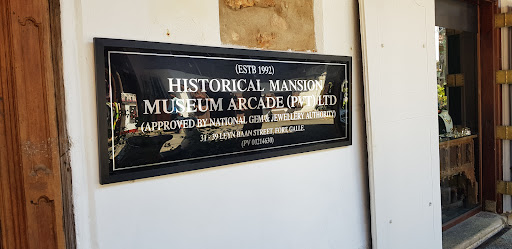 (ESTB 1992)
HISTORICAL MANSION
MUSEUM ARCADE (PVT) LTD
(APPROVED BY NATIONAL GEM & JEWELLERY AUTHORITY)
31 - 39 LEYN BAAN STREET, FORT, GALLE.
(PV 00204630)